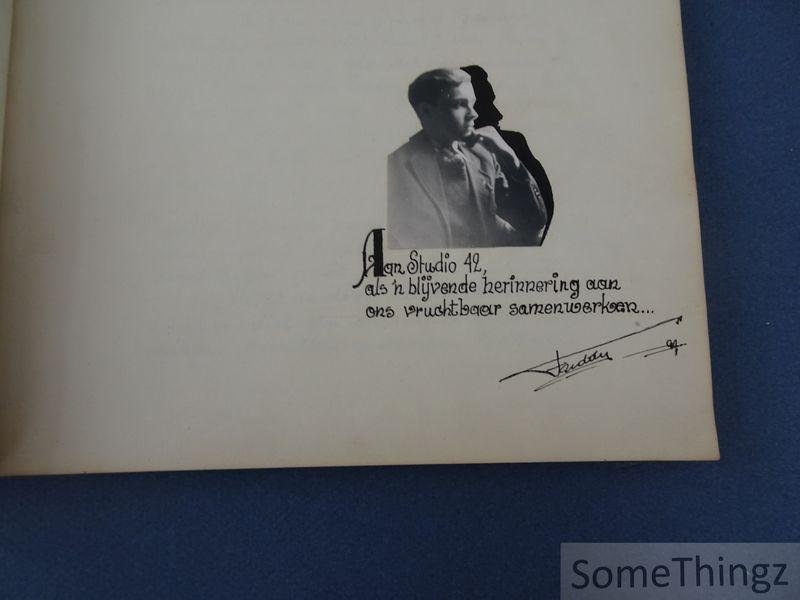 Aan Studio 42,
als 'n blijvende herinnering aan
ons vruchtbaar samenwerken...
SomeThingz